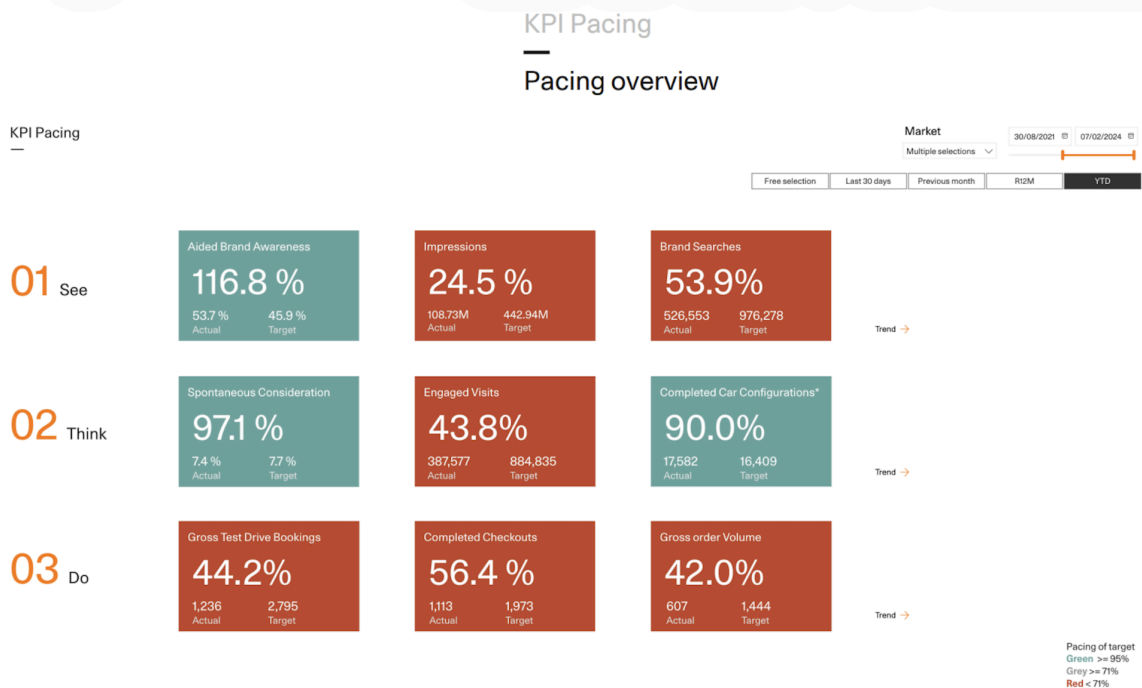 KPI Pacing
Pacing overview
KPI Pacing
Market
Multiple selections
30/08/2021 07/02/2024
Free selection Last 30 days Previous month R12M YTD
01 See
Aided Brand Awareness
116.8 %
53.7 % 45.9 %
Actual Target
Impressions
24.5 %
108.73M 442.94M
Actual Target
Brand Searches
53.9%
526,553 976,278
Actual Target
Trend →
02 Think
Spontaneous Consideration
97.1 %
7.4 % 7.7 %
Actual Target
Engaged Visits
43.8%
387,577 884,835
Actual Target
Completed Car Configurations*
90.0%
17,582 16,409
Actual Target
Trend →
03 Do
Gross Test Drive Bookings
44.2%
1,236 2,795
Actual Target
Completed Checkouts
56.4 %
1,113 1,973
Actual Target
Gross order Volume
42.0%
607 1,444
Actual Target
Trend →
Pacing of target
Green >= 95%
Grey >= 71%
Red < 71%